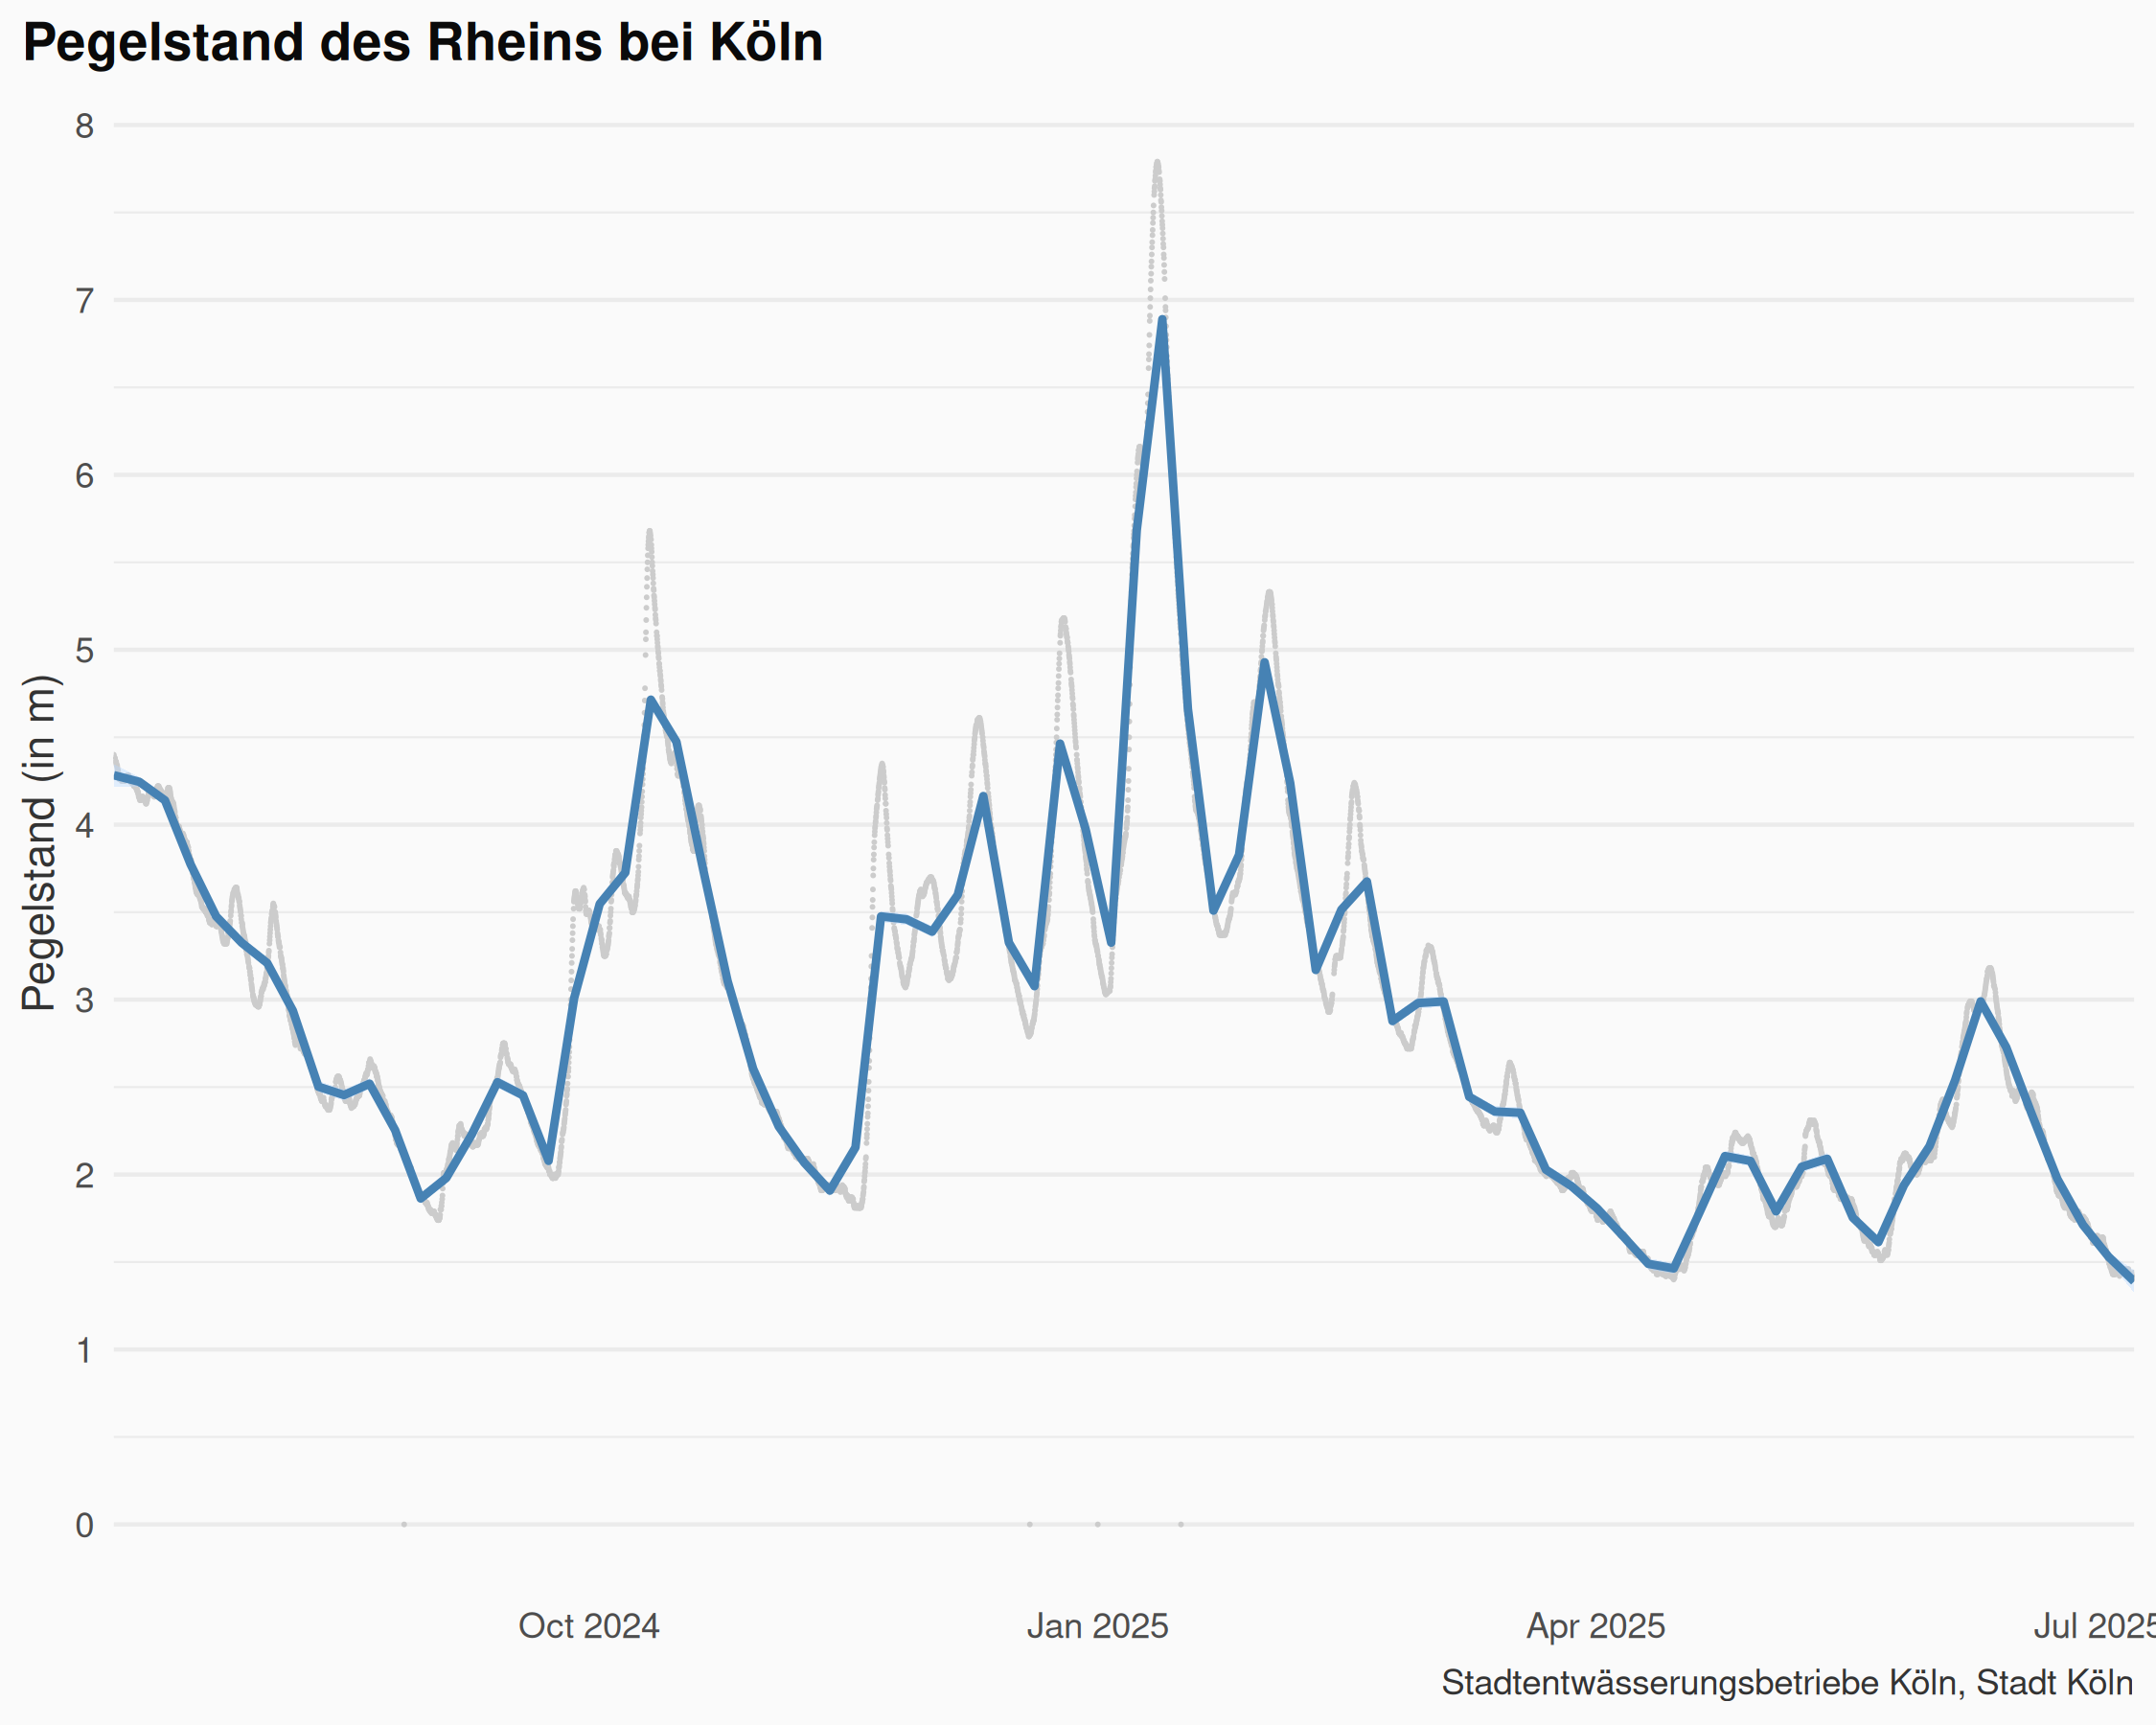 Pegelstand des Rheins bei Köln
8
7
6
5
4
3
2
1
0
Pegelstand (in m)
Oct 2024 Jan 2025 Apr 2025 Jul 2025
Stadtentwässerungsbetriebe Köln, Stadt Köln